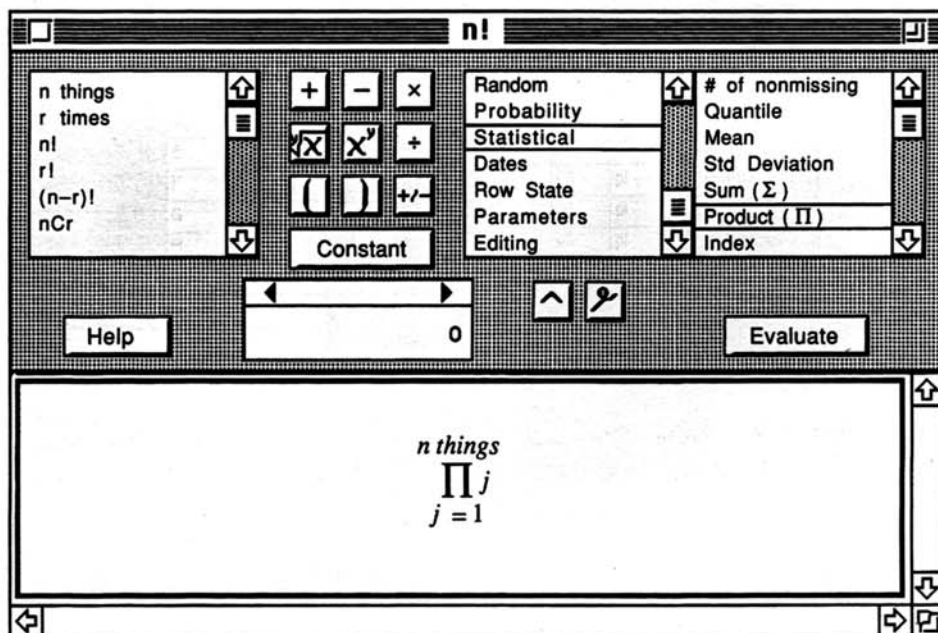 n!
n things
r times
n!
r!
(n–r)!
nCr
+ − ×
√x xʸ ÷
( ) +/-
Constant
Random
Probability
Statistical
Dates
Row State
Parameters
Editing
# of nonmissing
Quantile
Mean
Std Deviation
Sum (Σ)
Product (Π)
Index
0
Help
Evaluate
n things
∏ j
j = 1